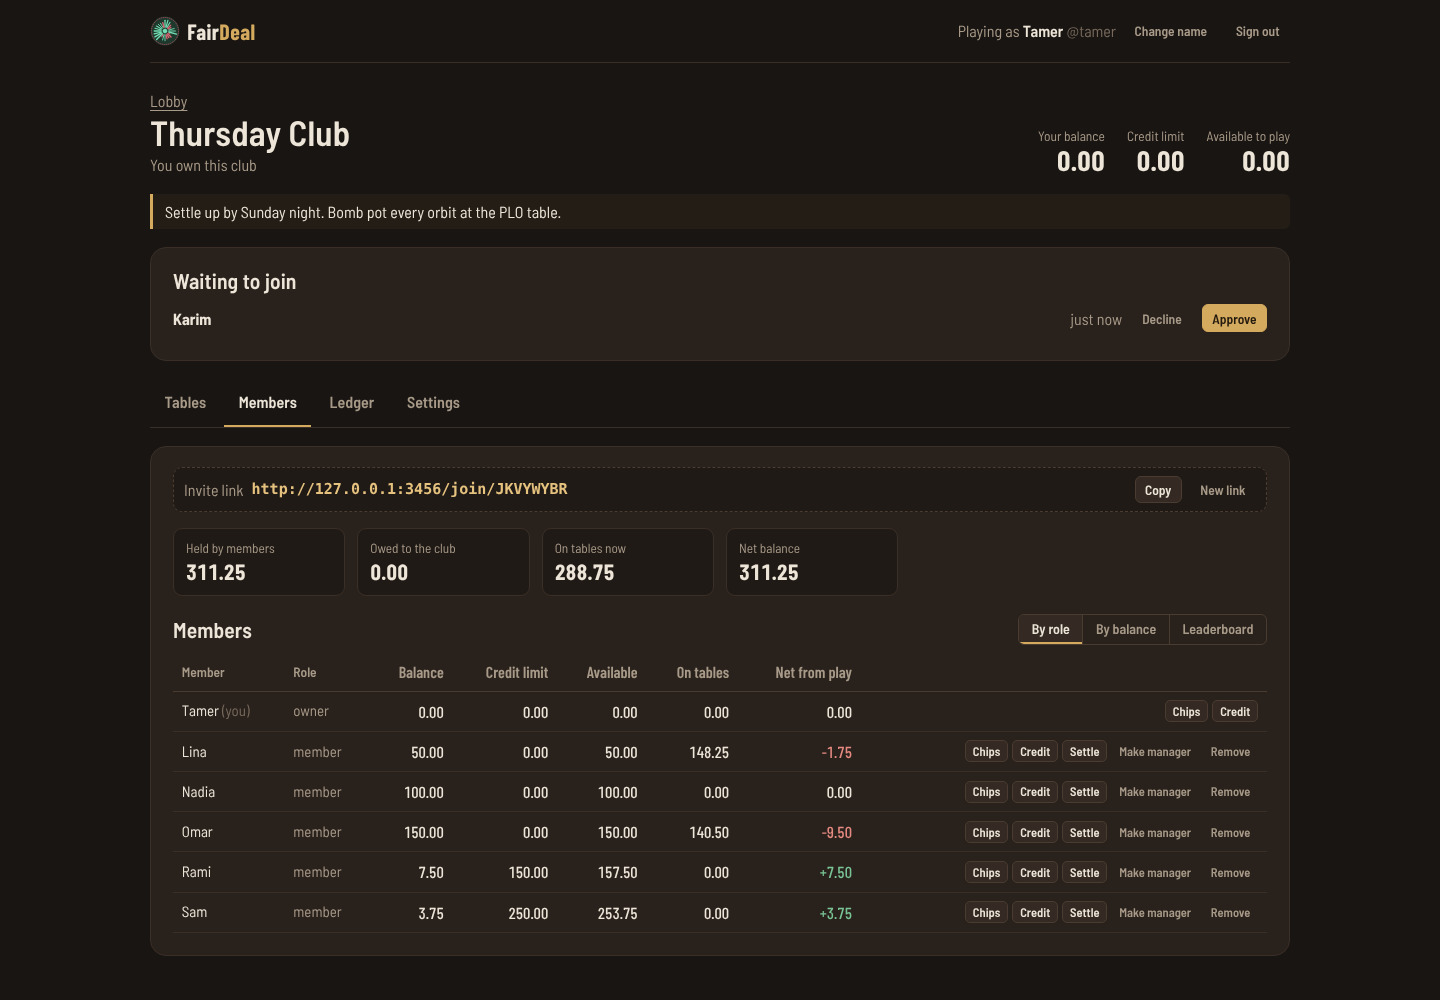 FairDeal
Playing as Tamer @tamer Change name Sign out
Lobby
Thursday Club
You own this club
Your balance Credit limit Available to play
0.00 0.00 0.00
Settle up by Sunday night. Bomb pot every orbit at the PLO table.
Waiting to join
Karim just now Decline Approve
Tables Members Ledger Settings
Invite link http://127.0.0.1:3456/join/JKVYWYBR Copy New link
Held by members Owed to the club On tables now Net balance
311.25 0.00 288.75 311.25
Members By role By balance Leaderboard
Member Role Balance Credit limit Available On tables Net from play
Tamer (you) owner 0.00 0.00 0.00 0.00 0.00 Chips Credit
Lina member 50.00 0.00 50.00 148.25 -1.75 Chips Credit Settle Make manager Remove
Nadia member 100.00 0.00 100.00 0.00 0.00 Chips Credit Settle Make manager Remove
Omar member 150.00 0.00 150.00 140.50 -9.50 Chips Credit Settle Make manager Remove
Rami member 7.50 150.00 157.50 0.00 +7.50 Chips Credit Settle Make manager Remove
Sam member 3.75 250.00 253.75 0.00 +3.75 Chips Credit Settle Make manager Remove